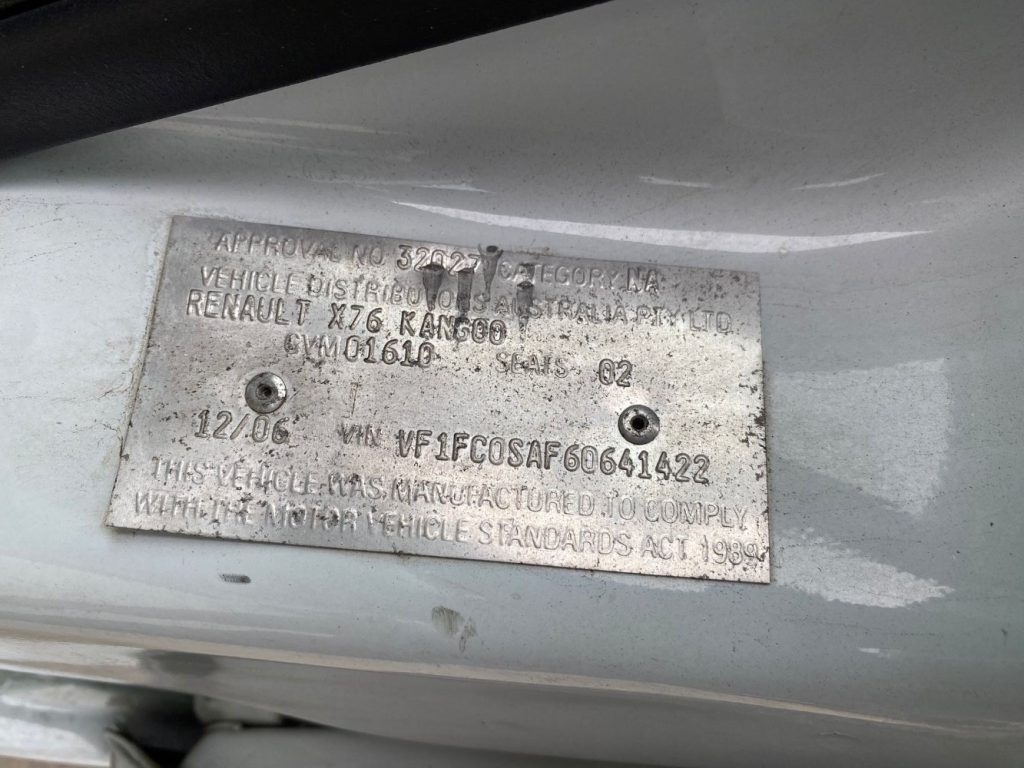 APPROVAL NO 32027 CATEGORY NA
VEHICLE DISTRIBUTORS AUSTRALIA PTY LTD
RENAULT X76 KANGOO
GVM01610 SEATS 02
12/06 VIN VF1FC0SAF60641422
THIS VEHICLE WAS MANUFACTURED TO COMPLY
WITH THE MOTOR VEHICLE STANDARDS ACT 1989